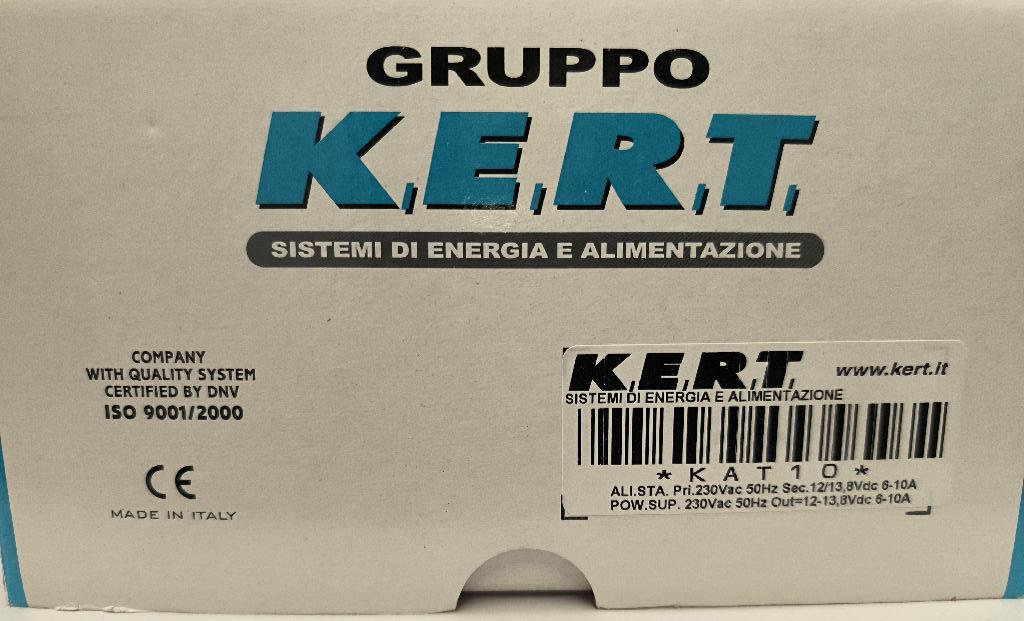 GRUPPO
K.E.R.T.
SISTEMI DI ENERGIA E ALIMENTAZIONE
COMPANY
WITH QUALITY SYSTEM
CERTIFIED BY DNV
ISO 9001/2000
CE
MADE IN ITALY
K.E.R.T. www.kert.it
SISTEMI DI ENERGIA E ALIMENTAZIONE
*KAT10*
ALI.STA. Pri.230Vac 50Hz Sec.12/13,8Vdc 6-10A
POW.SUP. 230Vac 50Hz Out=12-13,8Vdc 6-10A